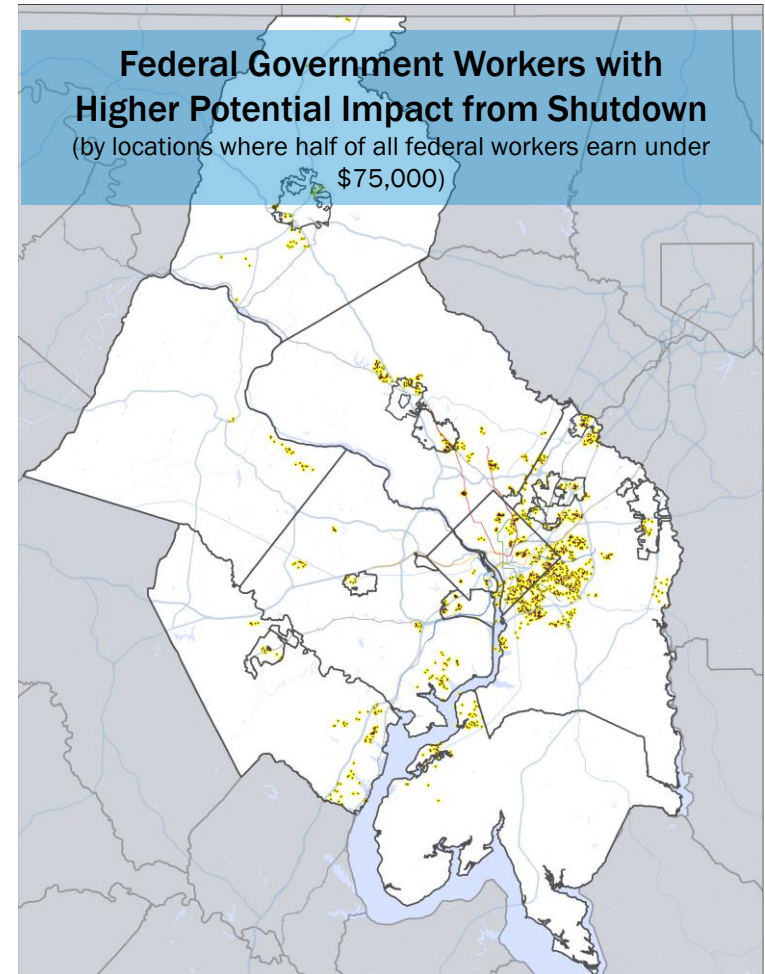 Federal Government Workers with
Higher Potential Impact from Shutdown
(by locations where half of all federal workers earn under
$75,000)